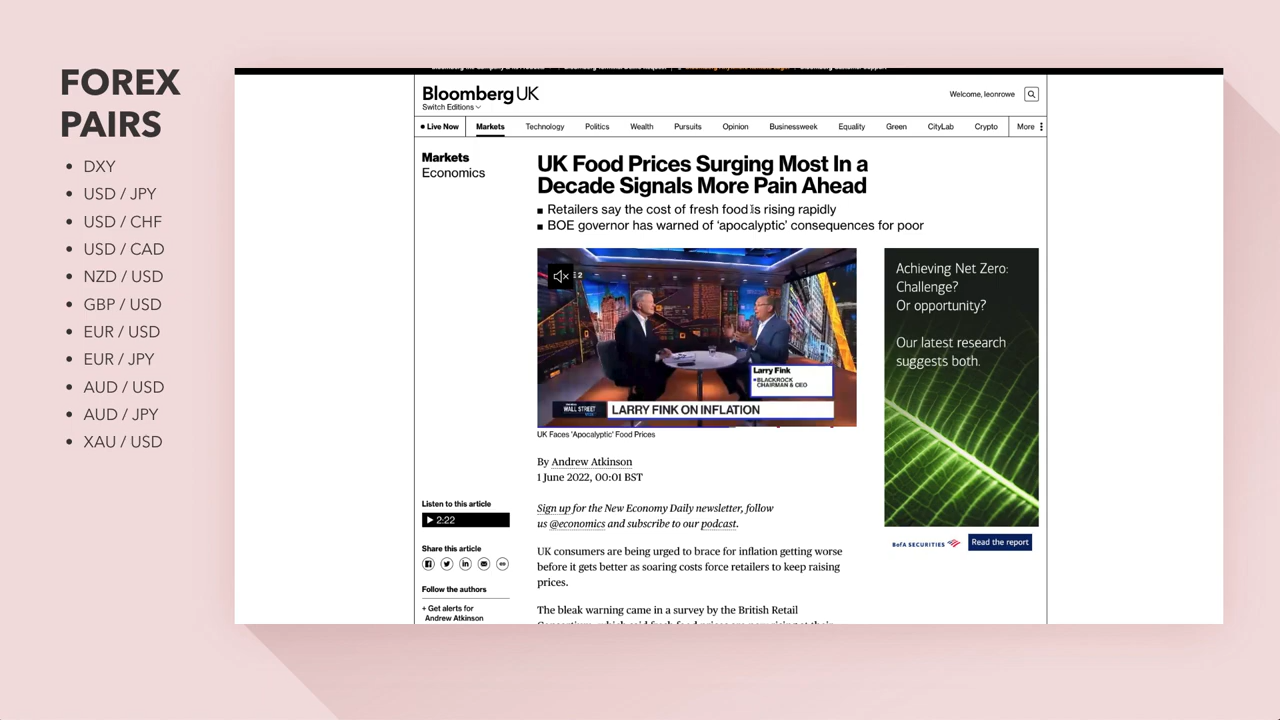 FOREX
PAIRS
• DXY
• USD / JPY
• USD / CHF
• USD / CAD
• NZD / USD
• GBP / USD
• EUR / USD
• EUR / JPY
• AUD / USD
• AUD / JPY
• XAU / USD
Bloomberg UK
Switch Editions
Welcome, leonrowe
• Live Now Markets Technology Politics Wealth Pursuits Opinion Businessweek Equality Green CityLab Crypto More
Markets
Economics
UK Food Prices Surging Most In a
Decade Signals More Pain Ahead
■ Retailers say the cost of fresh food is rising rapidly
■ BOE governor has warned of ‘apocalyptic’ consequences for poor
Larry Fink
BLACKROCK
CHAIRMAN & CEO
WALL STREET
LARRY FINK ON INFLATION
UK Faces 'Apocalyptic' Food Prices
By Andrew Atkinson
1 June 2022, 00:01 BST
Listen to this article
2:22
Share this article
Follow the authors
+ Get alerts for
Andrew Atkinson
Sign up for the New Economy Daily newsletter, follow
us @economics and subscribe to our podcast.
UK consumers are being urged to brace for inflation getting worse
before it gets better as soaring costs force retailers to keep raising
prices.
The bleak warning came in a survey by the British Retail
Achieving Net Zero:
Challenge?
Or opportunity?
Our latest research
suggests both.
BofA SECURITIES
Read the report